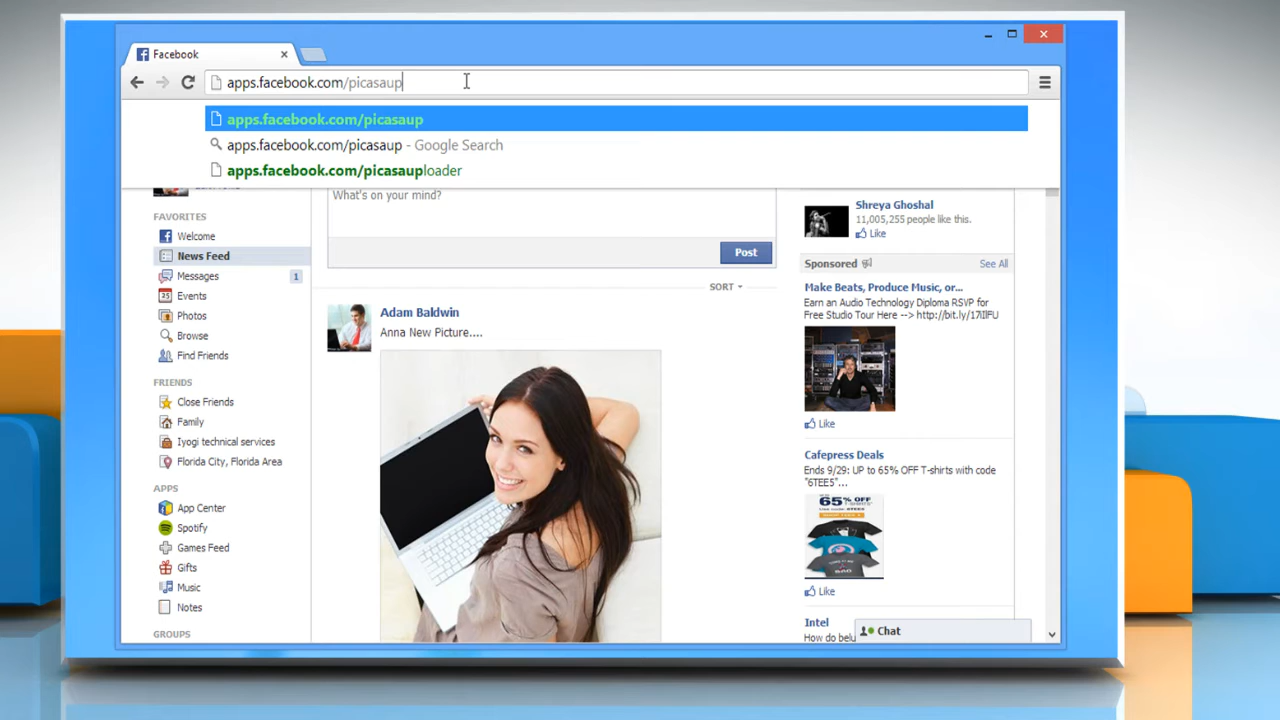 Facebook
apps.facebook.com/picasaup
apps.facebook.com/picasaup
apps.facebook.com/picasaup - Google Search
apps.facebook.com/picasauploader
FAVORITES
Welcome
News Feed
Messages 1
Events
Photos
Browse
Find Friends
FRIENDS
Close Friends
Family
Iyogi technical services
Florida City, Florida Area
APPS
App Center
Spotify
Games Feed
Gifts
Music
Notes
GROUPS
What's on your mind?
Post
SORT
Adam Baldwin
Anna New Picture....
Shreya Ghoshal
11,005,255 people like this.
Like
Sponsored
See All
Make Beats, Produce Music, or...
Earn an Audio Technology Diploma RSVP for
Free Studio Tour Here --> http://bit.ly/17IlFU
Like
Cafepress Deals
Ends 9/29: UP to 65% OFF T-shirts with code
"6TEE5"...
65% OFF
Like
Intel
How do
Chat